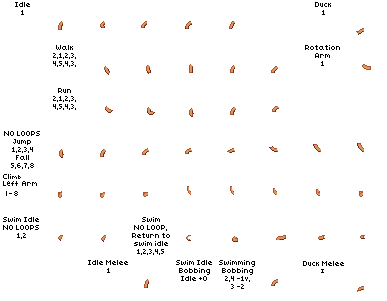 Idle
1
Duck
1
Walk
2,1,2,3,
4,5,4,3,
Rotation
Arm
1
Run
2,1,2,3,
4,5,4,3,
NO LOOPS
Jump
1,2,3,4
Fall
5,6,7,8
Climb
Left Arm
1-8
Swim Idle
NO LOOPS
1,2
Swim
NO LOOP,
Return to
swim idle
1,2,3,4,5
Swim Idle
Bobbing
Idle +0
Swimming
Bobbing
2,4 -1v,
3 -2
Idle Melee
1
Duck Melee
1